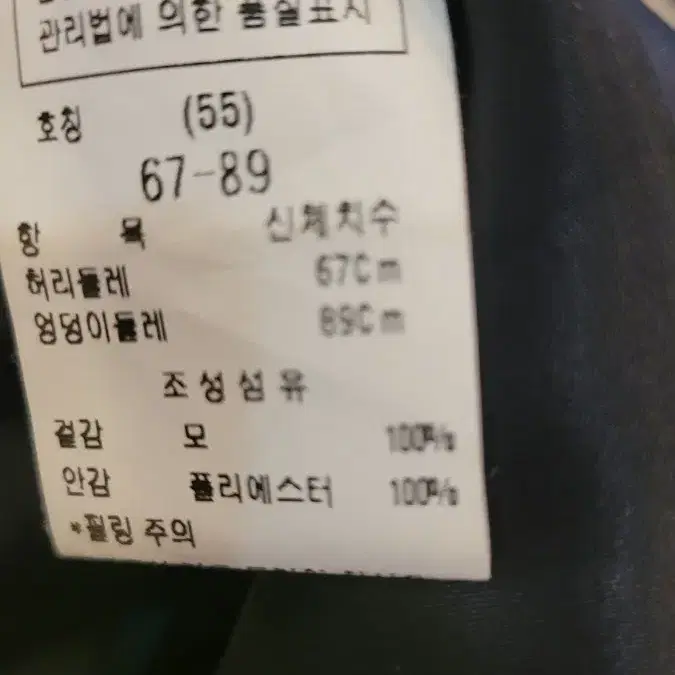 관리법에 의한 품질표시
호칭 (55)
67-89
항 목 신체치수
허리둘레 67Cm
엉덩이둘레 89Cm
조성섬유
겉감 모 100%
안감 폴리에스터 100%
*필링 주의